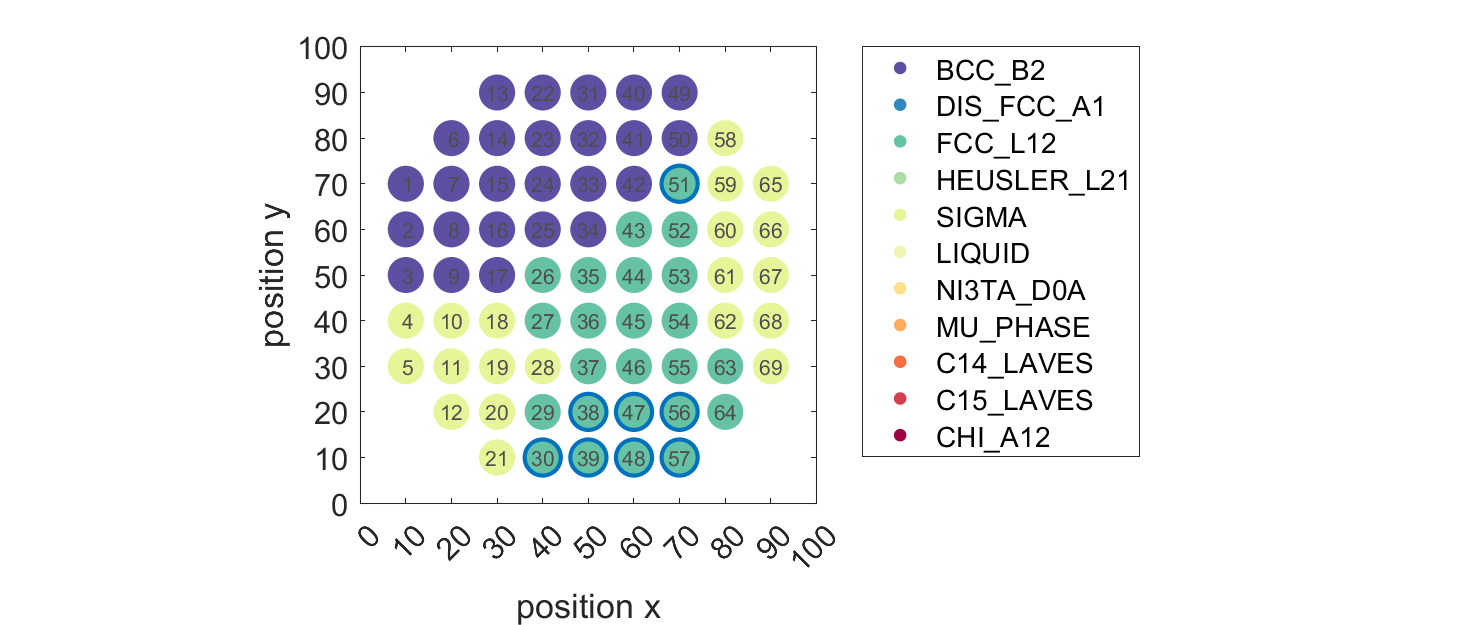 100
90
80
70
60
50
40
30
20
10
0
position y
13 22 31 40 49
6 14 23 32 41 50 58
1 7 15 24 33 42 51 59 65
2 8 16 25 34 43 52 60 66
3 9 17 26 35 44 53 61 67
4 10 18 27 36 45 54 62 68
5 11 19 28 37 46 55 63 69
12 20 29 38 47 56 64
21 30 39 48 57
0 10 20 30 40 50 60 70 80 90 100
position x
BCC_B2
DIS_FCC_A1
FCC_L12
HEUSLER_L21
SIGMA
LIQUID
NI3TA_D0A
MU_PHASE
C14_LAVES
C15_LAVES
CHI_A12